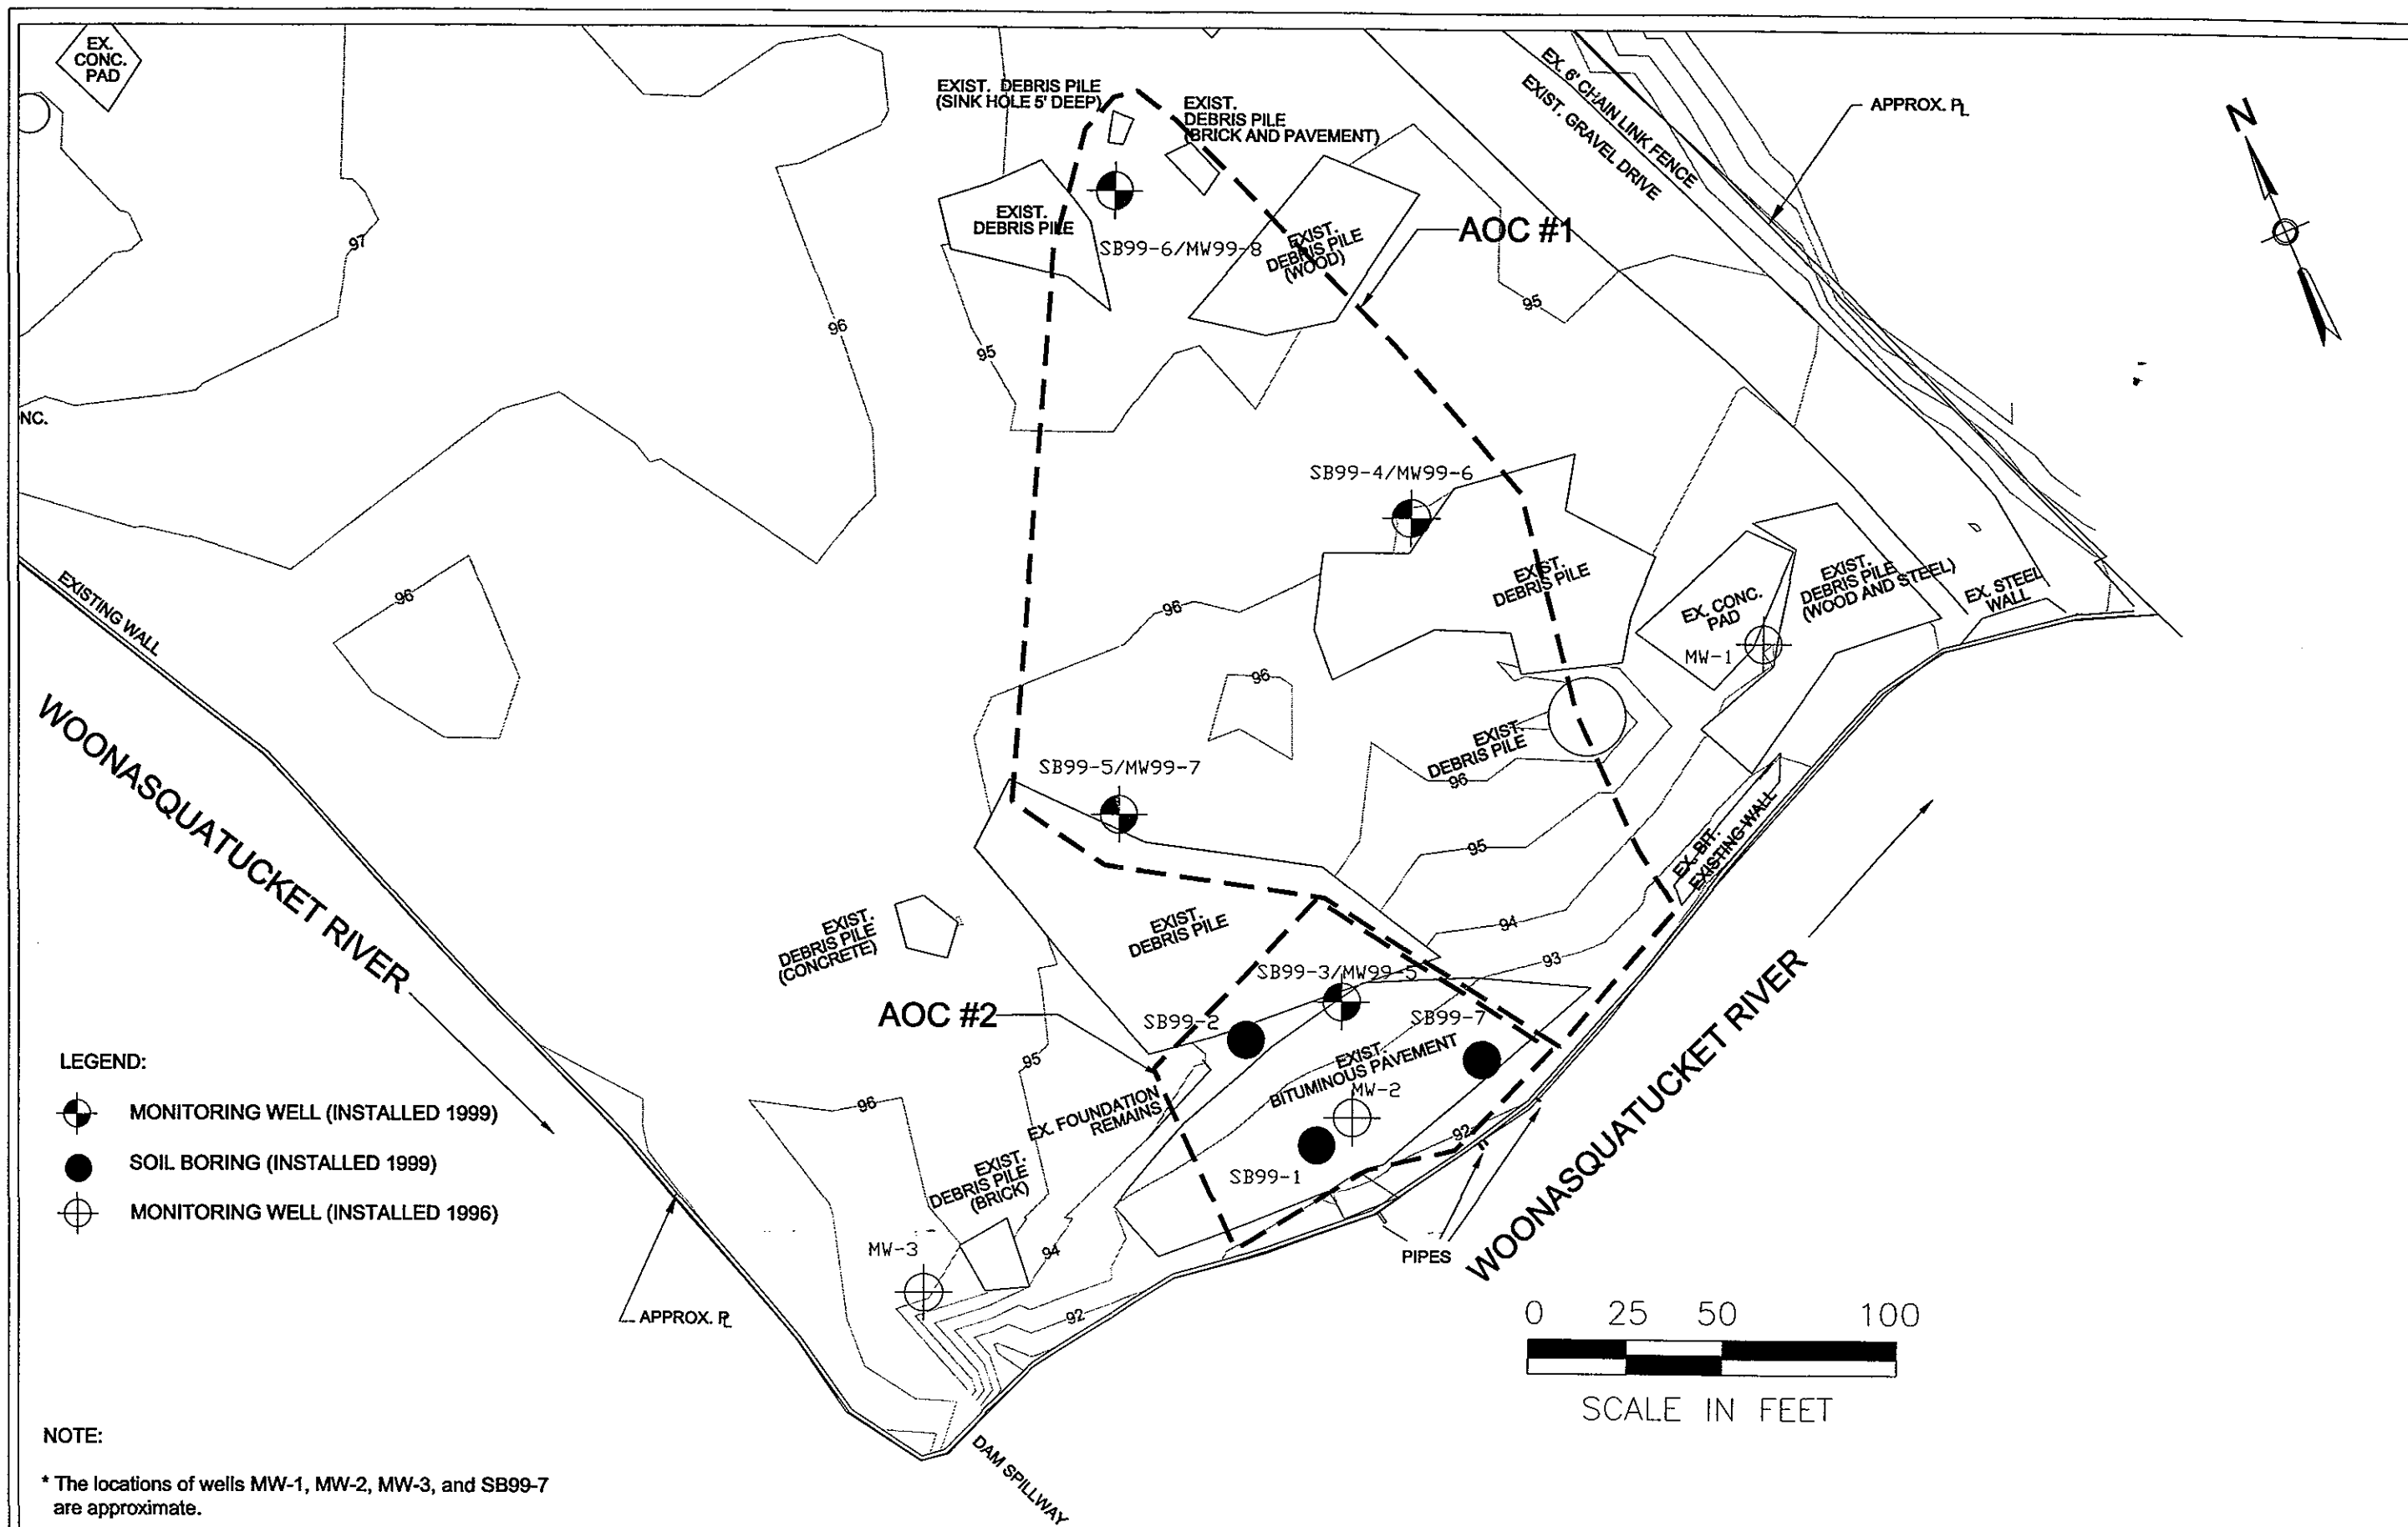 EX.
CONC.
PAD
EXIST. DEBRIS PILE
(SINK HOLE 5' DEEP)
EXIST.
DEBRIS PILE
(BRICK AND PAVEMENT)
EX. 6' CHAIN LINK FENCE
EXIST. GRAVEL DRIVE
APPROX. PL
N
EXIST.
DEBRIS PILE
SB99-6/MW99-8
EXIST.
DEBRIS PILE
(WOOD)
AOC #1
97
96
95
95
NC.
SB99-4/MW99-6
EXISTING WALL
96
96
EXIST.
DEBRIS PILE
EX. CONC.
PAD
EXIST.
DEBRIS PILE
(WOOD AND STEEL)
EX. STEEL
WALL
MW-1
96
WOONASQUATUCKET RIVER
SB99-5/MW99-7
EXIST.
DEBRIS PILE
96
EX. BIT.
EXISTING WALL
95
94
93
EXIST.
DEBRIS PILE
(CONCRETE)
EXIST.
DEBRIS PILE
SB99-3/MW99-5
AOC #2
SB99-2
SB99-7
EXIST.
BITUMINOUS PAVEMENT
MW-2
WOONASQUATUCKET RIVER
95
96
EX. FOUNDATION
REMAINS
92
SB99-1
EXIST.
DEBRIS PILE
(BRICK)
MW-3
94
PIPES
92
APPROX. PL
DAM SPILLWAY
LEGEND:
MONITORING WELL (INSTALLED 1999)
SOIL BORING (INSTALLED 1999)
MONITORING WELL (INSTALLED 1996)
0 25 50 100
SCALE IN FEET
NOTE:
* The locations of wells MW-1, MW-2, MW-3, and SB99-7
are approximate.